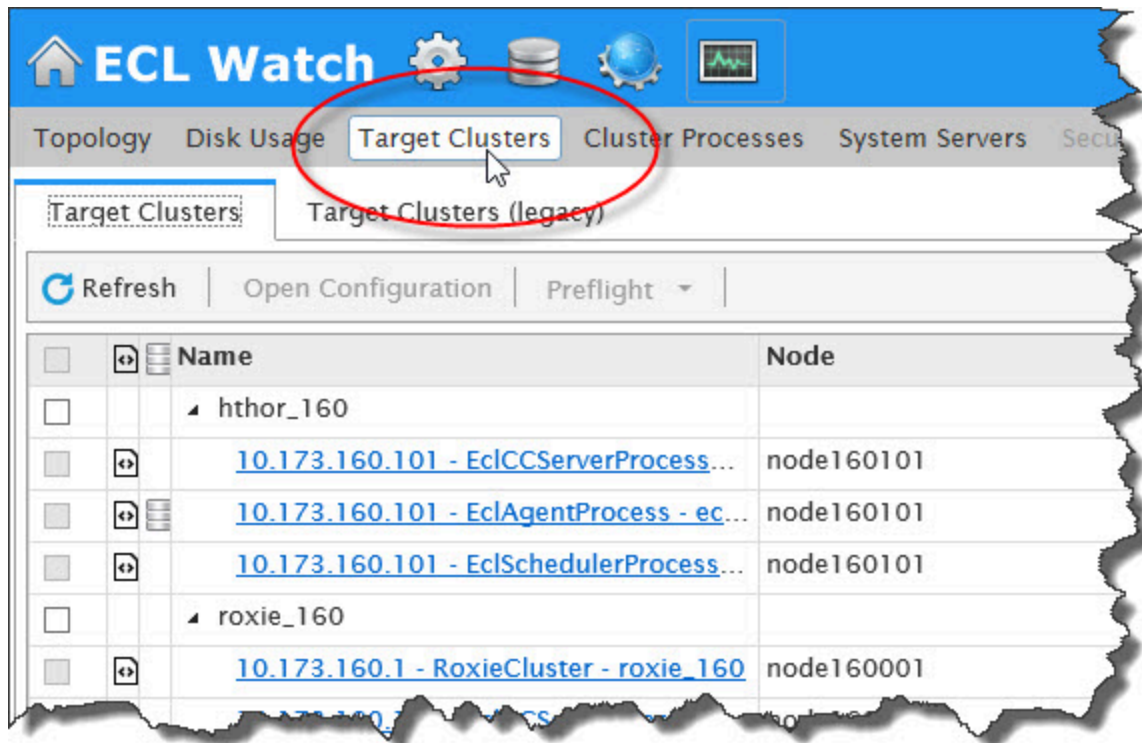 ECL Watch
Topology Disk Usage Target Clusters Cluster Processes System Servers
Target Clusters Target Clusters (legacy)
Refresh Open Configuration Preflight
Name Node
hthor_160
10.173.160.101 - EclCCServerProcess... node160101
10.173.160.101 - EclAgentProcess - ec... node160101
10.173.160.101 - EclSchedulerProcess... node160101
roxie_160
10.173.160.1 - RoxieCluster - roxie_160 node160001